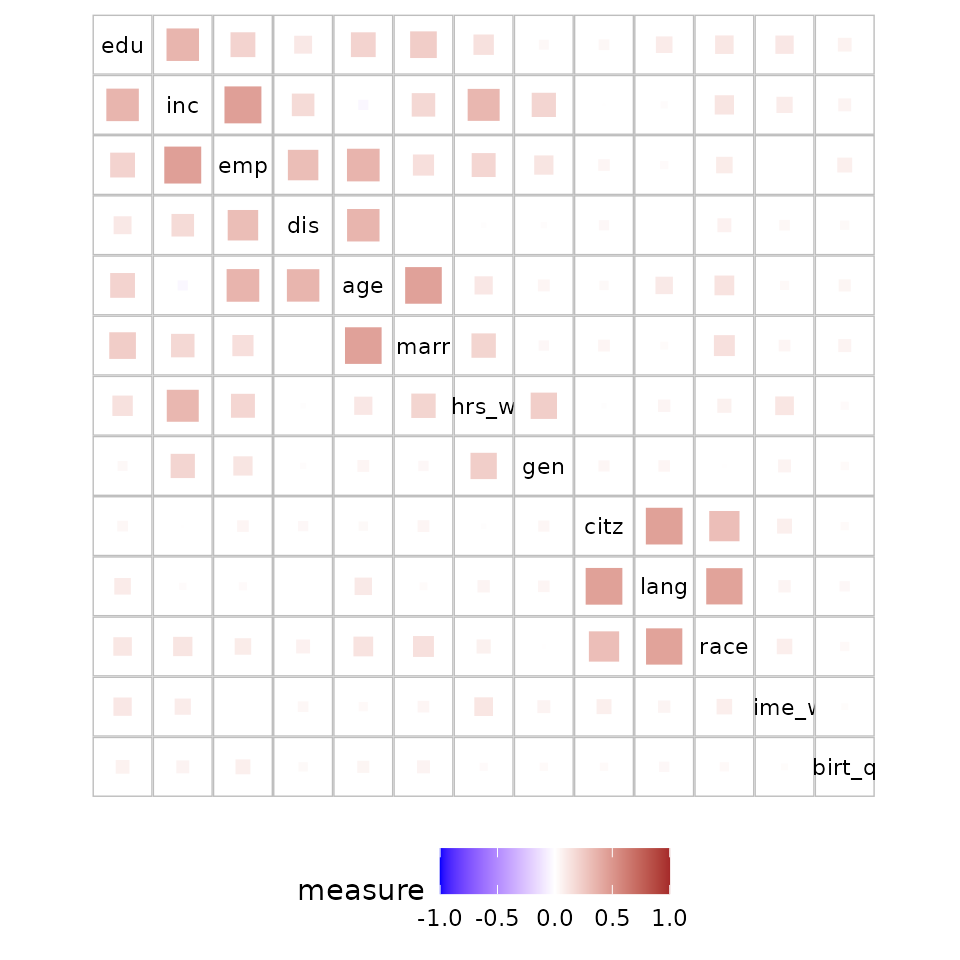 edu
inc
emp
dis
age
marr
hrs_w
gen
citz
lang
race
ime_w
birt_q
measure
-1.0 -0.5 0.0 0.5 1.0